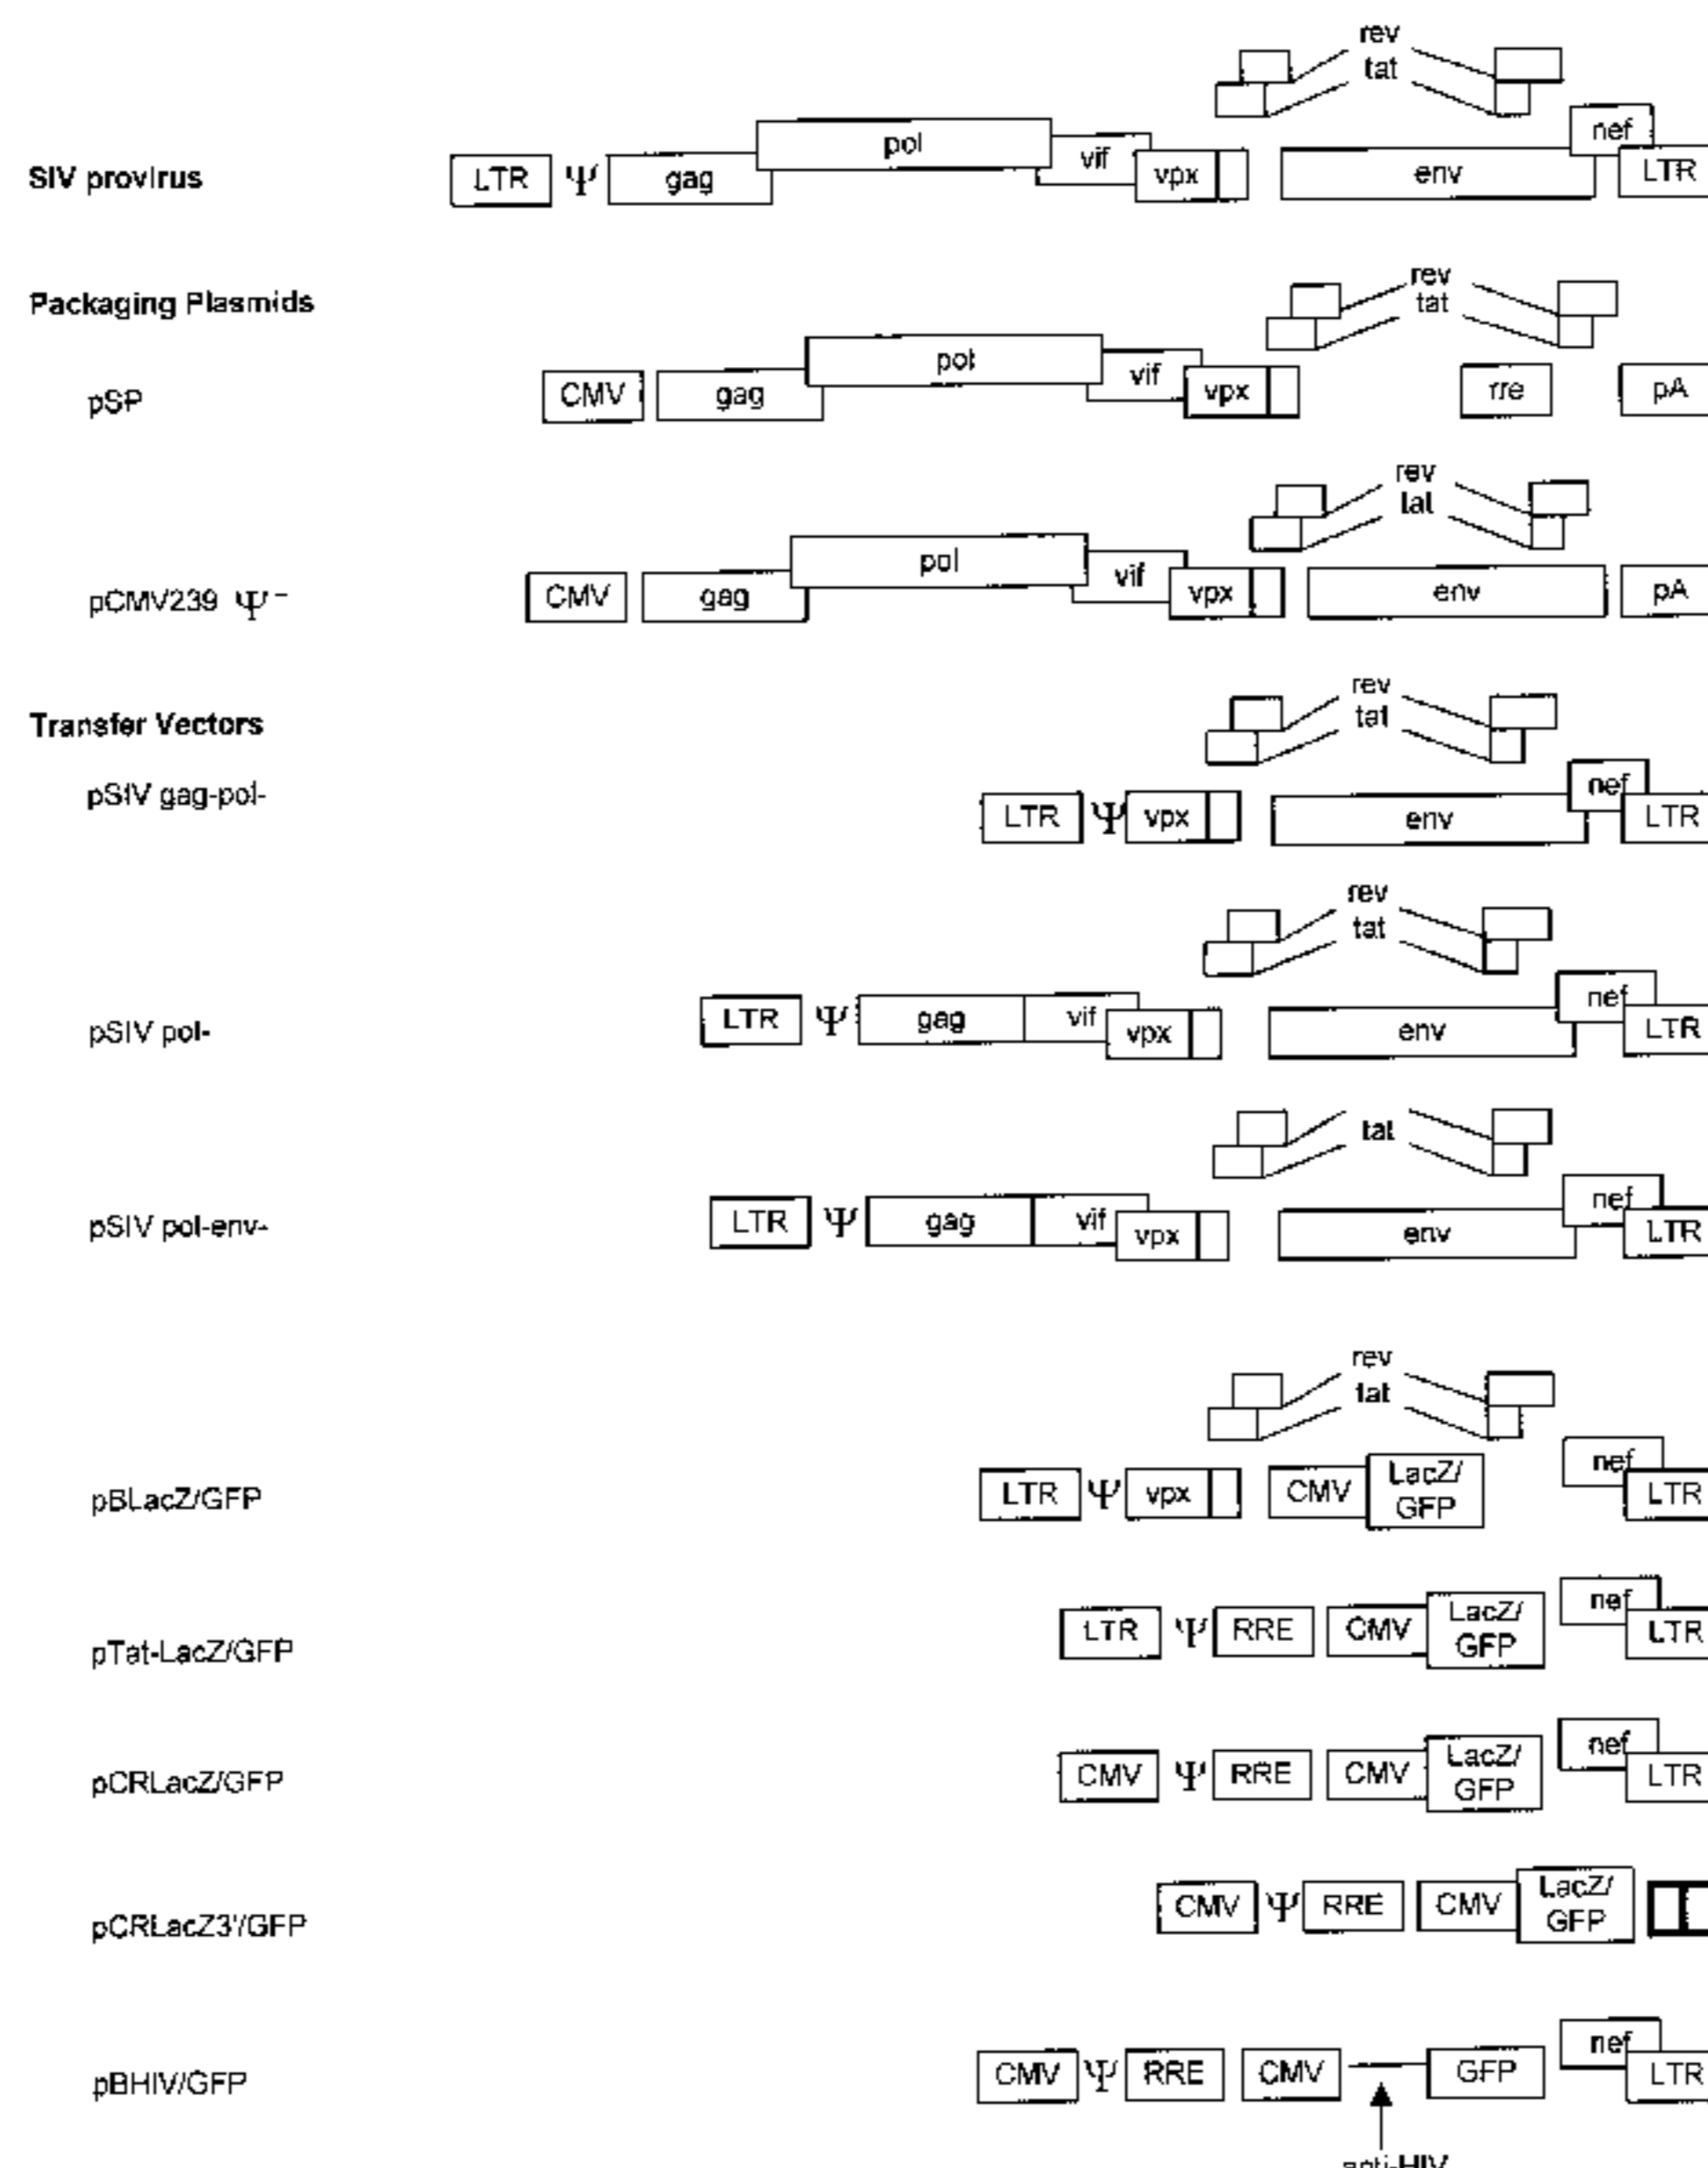 rev
tat
nef
pol
vif
SIV provirus LTR Ψ gag vpx env LTR
Packaging Plasmids
rev
tat
pol
vif
pSP CMV gag vpx rre pA
rev
tat
pol
vif
pCMV239 Ψ⁻ CMV gag vpx env pA
Transfer Vectors
rev
tat
nef
pSIV gag-pol- LTR Ψ vpx env LTR
rev
tat
nef
pSIV pol- LTR Ψ gag vif vpx env LTR
tat
nef
pSIV pol-env- LTR Ψ gag vif vpx env LTR
rev
tat
nef
pBLacZ/GFP LTR Ψ vpx CMV LacZ/
GFP LTR
nef
pTat-LacZ/GFP LTR Ψ RRE CMV LacZ/
GFP LTR
nef
pCRLacZ/GFP CMV Ψ RRE CMV LacZ/
GFP LTR
pCRLacZ3'/GFP CMV Ψ RRE CMV LacZ/
GFP
nef
pBHIV/GFP CMV Ψ RRE CMV GFP LTR
anti-HIV